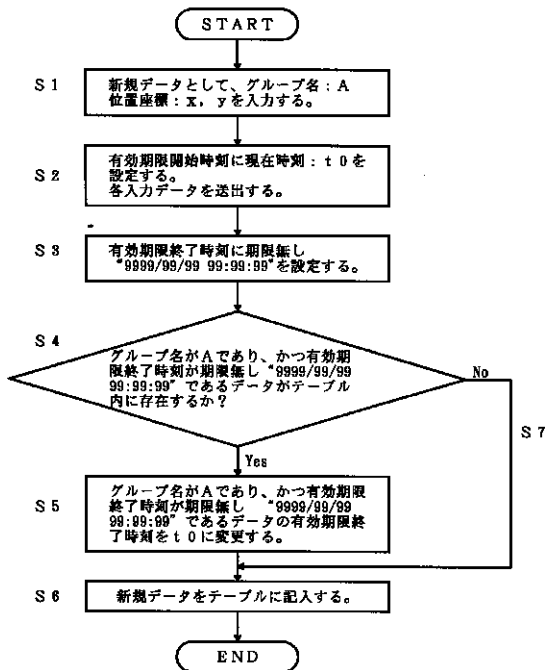 START
S1
新規データとして、グループ名：A
位置座標：x，yを入力する。
S2
有効期限開始時刻に現在時刻：t0を
設定する。
各入力データを送出する。
S3
有効期限終了時刻に期限無し
"9999/99/99 99:99:99"を設定する。
S4
グループ名がAであり、かつ有効期
限終了時刻が期限無し "9999/99/99
99:99:99" であるデータがテーブル
内に存在するか？
No
S7
Yes
S5
グループ名がAであり、かつ有効期限
終了時刻が期限無し "9999/99/99
99:99:99" であるデータの有効期限終
了時刻をt0に変更する。
S6
新規データをテーブルに記入する。
END